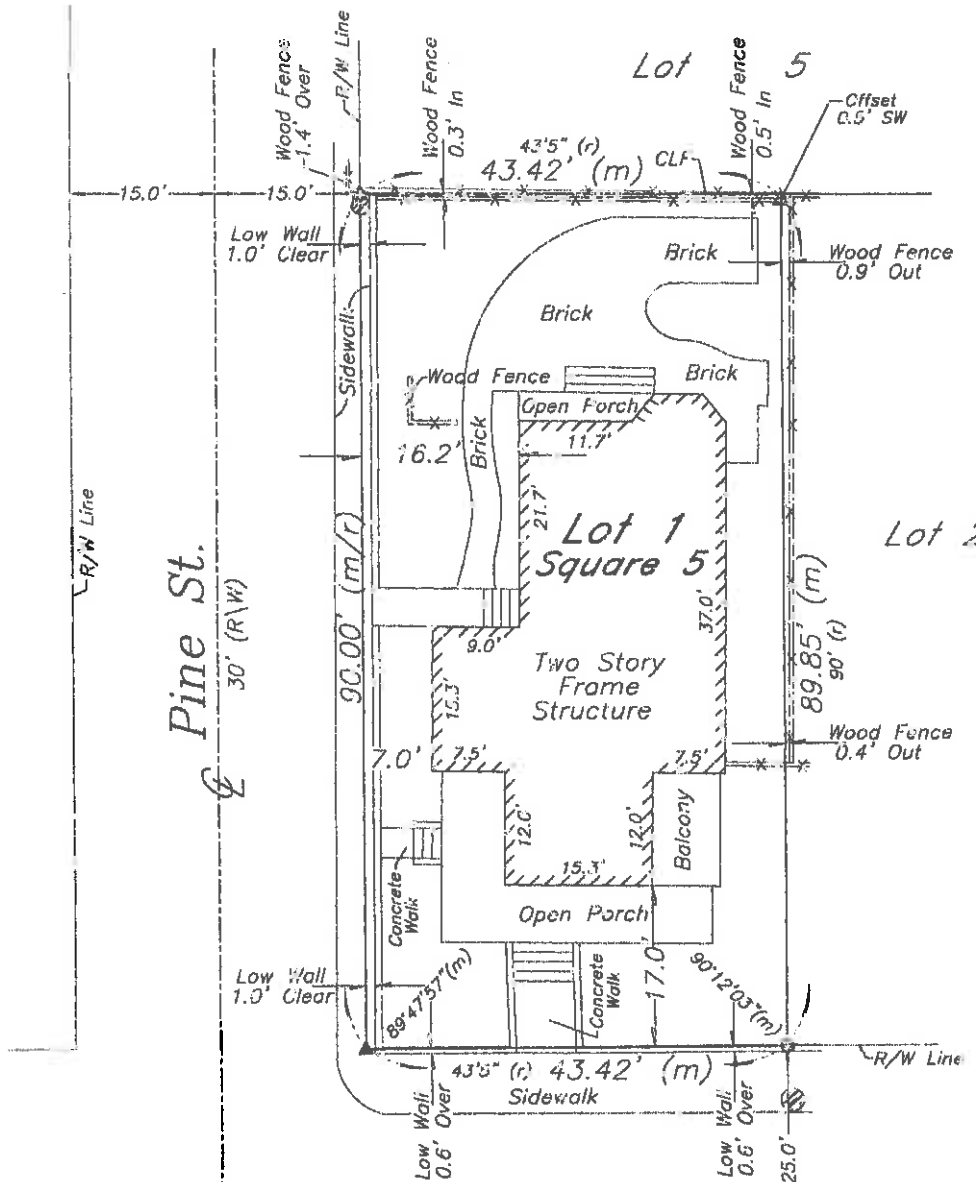 Wood Fence
1.4' Over
R/W Line
Wood Fence
0.3' In
Lot 5
Wood Fence
0.5' In
Offset
0.5' SW
43'5" (r)
43.42' (m)
CLF
15.0'
15.0'
Low Wall
1.0' Clear
Brick
Wood Fence
0.9' Out
Sidewalk
Brick
Wood Fence
Brick
Open Porch
16.2'
Brick
11.7'
21.7'
Lot 1
Square 5
Lot 2
R/W Line
Pine St.
30' (R\W)
90.00' (m/r)
37.0'
89.85' (m)
90' (r)
9.0'
Two Story
Frame
Structure
15.3'
Wood Fence
0.4' Out
7.0'
7.5'
7.5'
12.0'
12.0'
Balcony
15.3'
Concrete
Walk
Open Porch
Low Wall
1.0' Clear
89°47'57"(m)
Concrete
Walk
17.0'
90°12'03"(m)
R/W Line
43'5" (r)
43.42' (m)
Sidewalk
Low Wall
0.6' Over
Low Wall
0.6' Over
25.0'